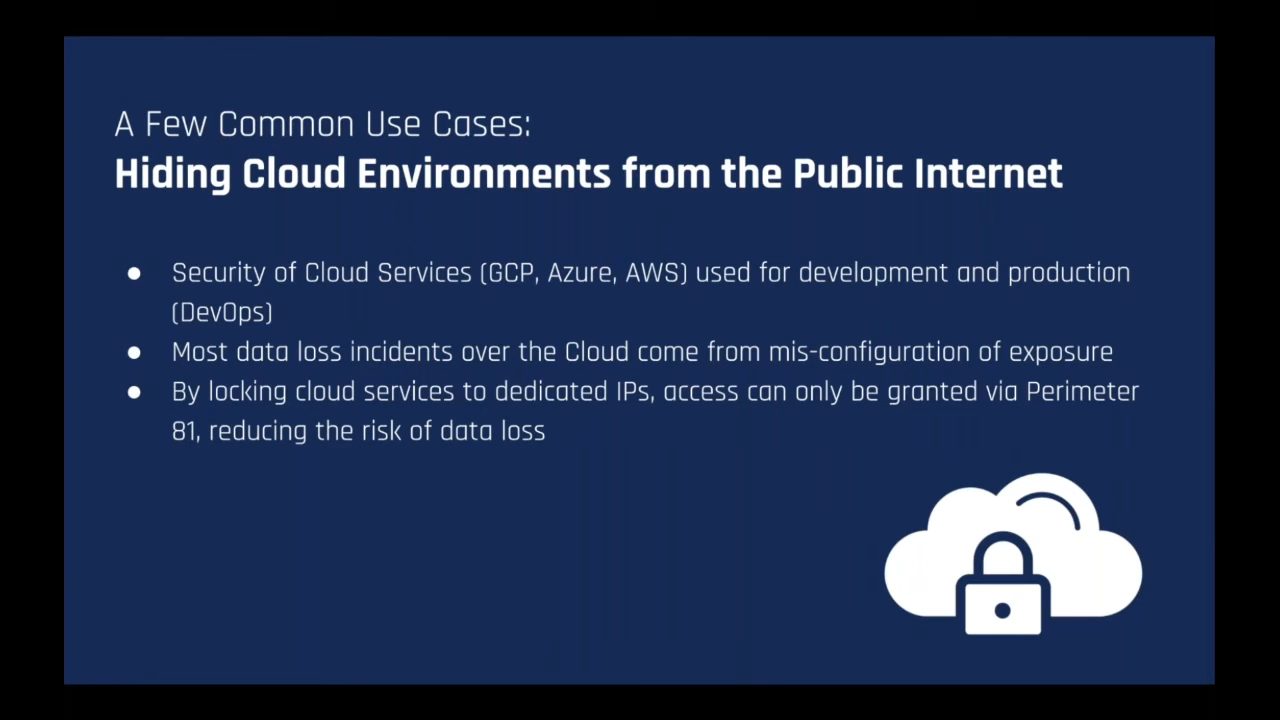 A Few Common Use Cases:
Hiding Cloud Environments from the Public Internet
● Security of Cloud Services (GCP, Azure, AWS) used for development and production
(DevOps)
● Most data loss incidents over the Cloud come from mis-configuration of exposure
● By locking cloud services to dedicated IPs, access can only be granted via Perimeter
81, reducing the risk of data loss